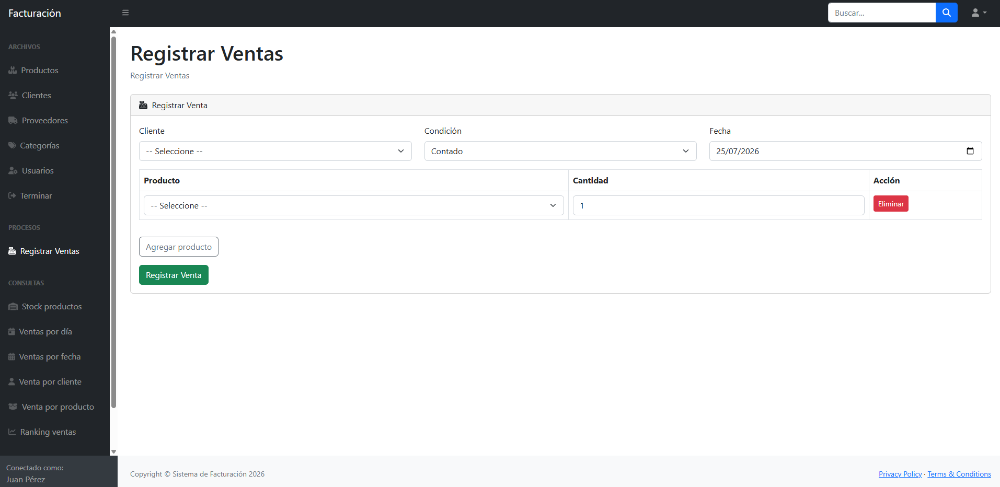 Facturación
Buscar...
ARCHIVOS
Productos
Clientes
Proveedores
Categorías
Usuarios
Terminar
PROCESOS
Registrar Ventas
CONSULTAS
Stock productos
Ventas por día
Ventas por fecha
Venta por cliente
Venta por producto
Ranking ventas
Conectado como:
Juan Pérez
Registrar Ventas
Registrar Ventas
Registrar Venta
Cliente Condición Fecha
-- Seleccione -- Contado 25/07/2026
Producto Cantidad Acción
-- Seleccione -- 1 Eliminar
Agregar producto
Registrar Venta
Copyright © Sistema de Facturación 2026
Privacy Policy · Terms & Conditions